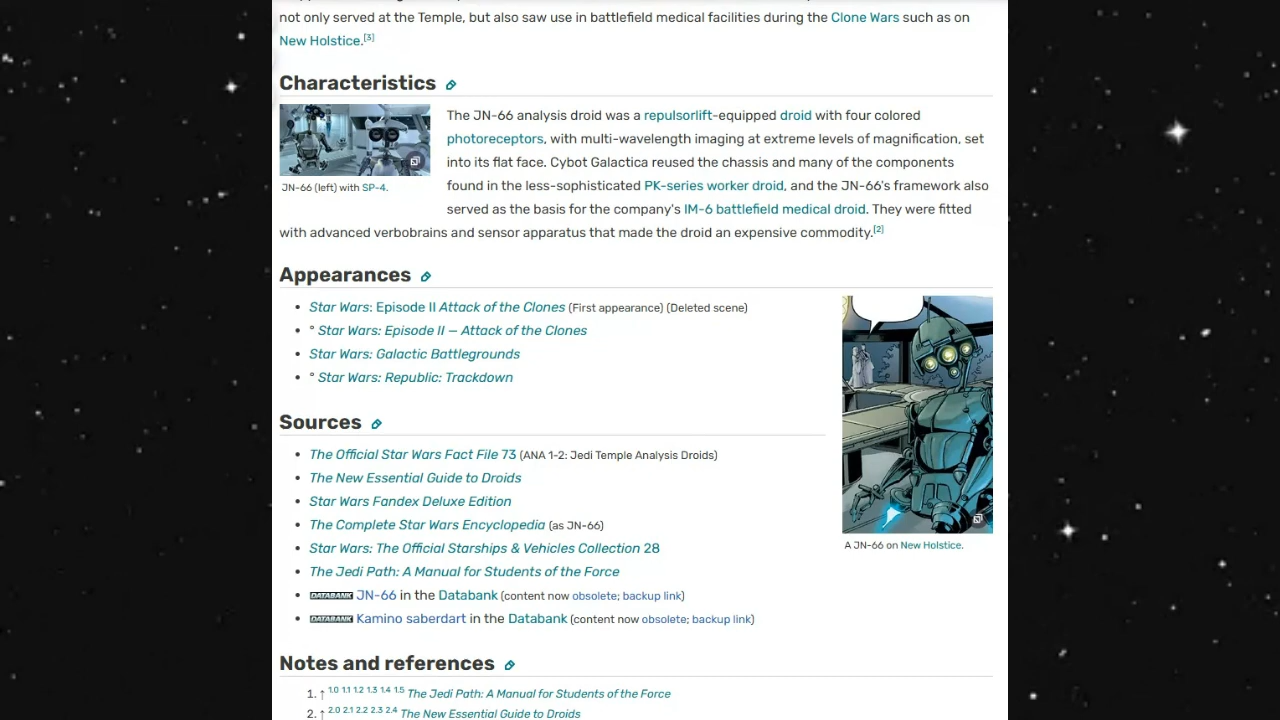 not only served at the Temple, but also saw use in battlefield medical facilities during the Clone Wars such as on
New Holstice.[3]
Characteristics
The JN-66 analysis droid was a repulsorlift-equipped droid with four colored
photoreceptors, with multi-wavelength imaging at extreme levels of magnification, set
into its flat face. Cybot Galactica reused the chassis and many of the components
found in the less-sophisticated PK-series worker droid, and the JN-66's framework also
served as the basis for the company's IM-6 battlefield medical droid. They were fitted
with advanced verbobrains and sensor apparatus that made the droid an expensive commodity.[2]
JN-66 (left) with SP-4.
Appearances
• Star Wars: Episode II Attack of the Clones (First appearance) (Deleted scene)
• ° Star Wars: Episode II – Attack of the Clones
• Star Wars: Galactic Battlegrounds
• ° Star Wars: Republic: Trackdown
Sources
• The Official Star Wars Fact File 73 (ANA 1-2: Jedi Temple Analysis Droids)
• The New Essential Guide to Droids
• Star Wars Fandex Deluxe Edition
• The Complete Star Wars Encyclopedia (as JN-66)
• Star Wars: The Official Starships & Vehicles Collection 28
• The Jedi Path: A Manual for Students of the Force
• DATABANK JN-66 in the Databank (content now obsolete; backup link)
• DATABANK Kamino saberdart in the Databank (content now obsolete; backup link)
A JN-66 on New Holstice.
Notes and references
1. ↑ 1.0 1.1 1.2 1.3 1.4 1.5 The Jedi Path: A Manual for Students of the Force
2. ↑ 2.0 2.1 2.2 2.3 2.4 The New Essential Guide to Droids